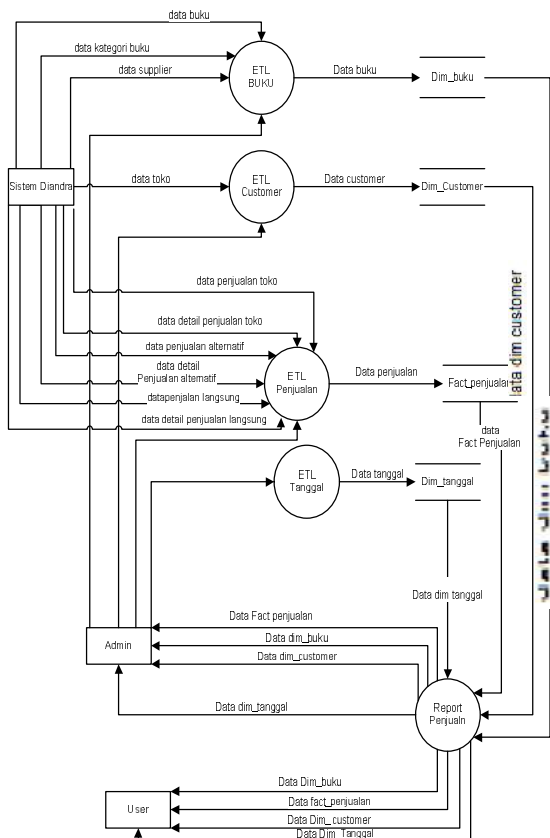 data buku
data kategori buku
data supplier
ETL
BUKU
Data buku
Dim_buku
Sistem Diandra
data toko
ETL
Customer
Data customer
Dim_Customer
data penjualan toko
data detail penjualan toko
data penjualan alternatif
data detail
Penjualan alternatif
datapenjalan langsung
data detail penjualan langsung
ETL
Penjualan
Data penjualan
Fact_penjualan
ata dim customer
data
Fact Penjualan
data dim buku
ETL
Tanggal
Data tanggal
Dim_tanggal
Data dim tanggal
Admin
Data Fact penjualan
Data dim_buku
Data dim_customer
Data dim_tanggal
Report
Penjualn
User
Data Dim_buku
Data fact_penjualan
Data Dim_customer
Data Dim_Tanggal